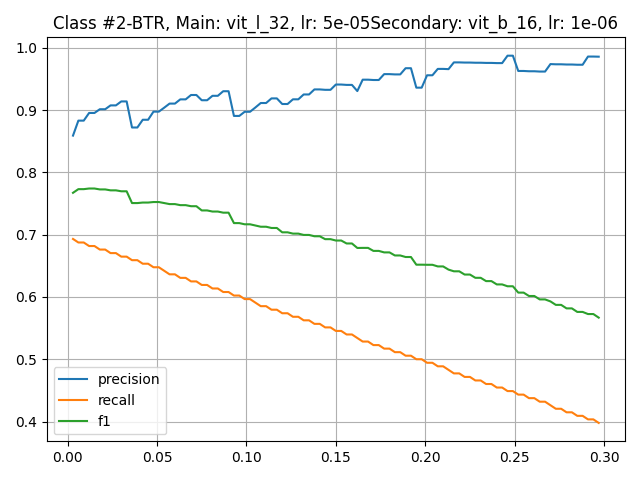 Class #2-BTR, Main: vit_l_32, lr: 5e-05Secondary: vit_b_16, lr: 1e-06
1.0
0.9
0.8
0.7
0.6
0.5
0.4
precision
recall
f1
0.00 0.05 0.10 0.15 0.20 0.25 0.30